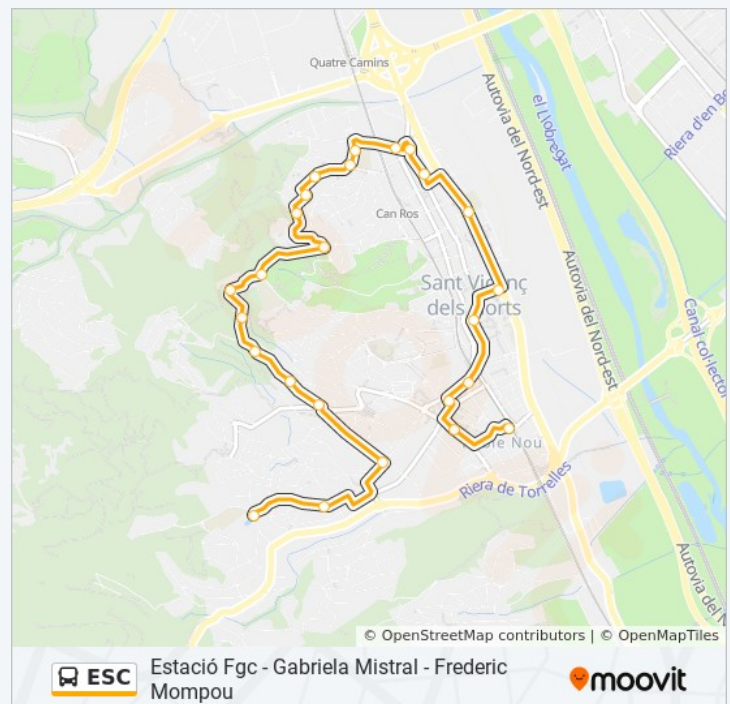 Quatre Camins
Autovia del Nord-est
el Llobregat
Riera d'en Bo
Can Ros
Sant Vicenç
dels Horts
Autovia del Nord-est
Canal col·lector
ble Nou
Riera de Torrelles
Autovia del N
© OpenStreetMap contributors | © OpenMapTiles
ESC
Estació Fgc - Gabriela Mistral - Frederic
Mompou
moovit